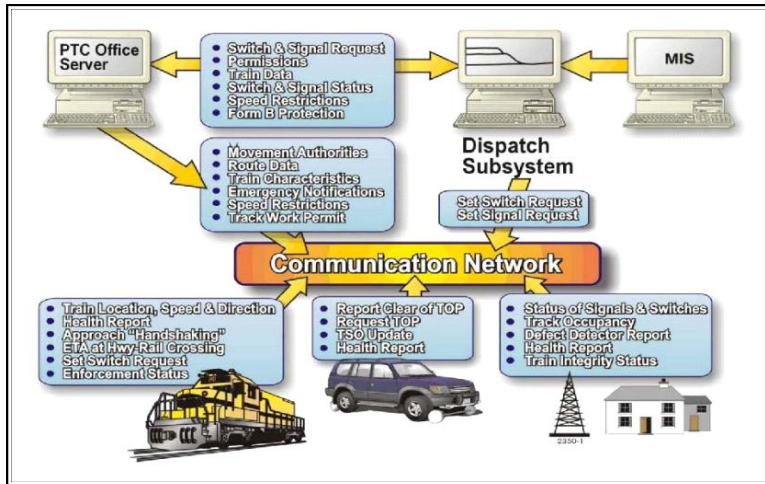 PTC Office
Server
Switch & Signal Request
Permissions
Train Data
Switch & Signal Status
Speed Restrictions
Form B Protection
MIS
Dispatch
Subsystem
Movement Authorities
Route Data
Train Characteristics
Emergency Notifications
Speed Restrictions
Track Work Permit
Set Switch Request
Set Signal Request
Communication Network
Train Location, Speed & Direction
Health Report
Approach "Handshaking"
ETA at Hwy-Rail Crossing
Set Switch Request
Enforcement Status
Report Clear of TOP
Request TOP
TSO Update
Health Report
Status of Signals & Switches
Track Occupancy
Defect Detector Report
Health Report
Train Integrity Status
2350-1